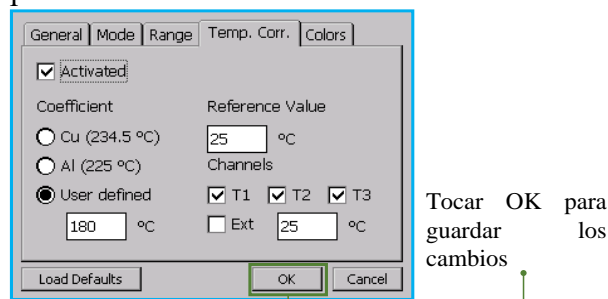 General Mode Range Temp. Corr. Colors
Activated
Coefficient Reference Value
Cu (234.5 ºC) 25 ºC
Al (225 ºC) Channels
User defined T1 T2 T3
180 ºC Ext 25 ºC
Load Defaults OK Cancel
Tocar OK para
guardar los
cambios